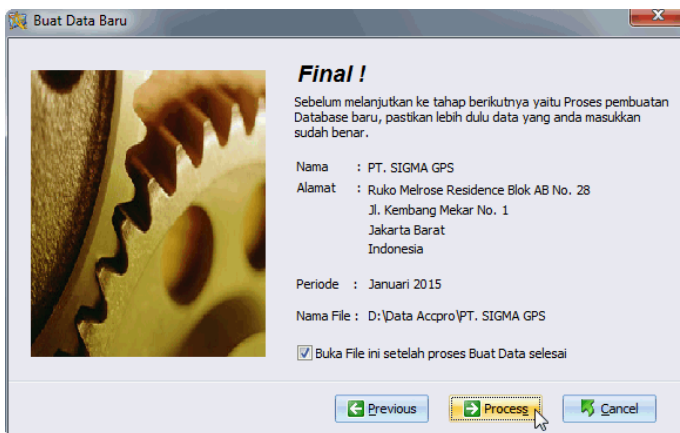 Buat Data Baru
Final !
Sebelum melanjutkan ke tahap berikutnya yaitu Proses pembuatan
Database baru, pastikan lebih dulu data yang anda masukkan
sudah benar.
Nama : PT. SIGMA GPS
Alamat : Ruko Melrose Residence Blok AB No. 28
Jl. Kembang Mekar No. 1
Jakarta Barat
Indonesia
Periode : Januari 2015
Nama File : D:\Data Accpro\PT. SIGMA GPS
Buka File ini setelah proses Buat Data selesai
Previous Process Cancel